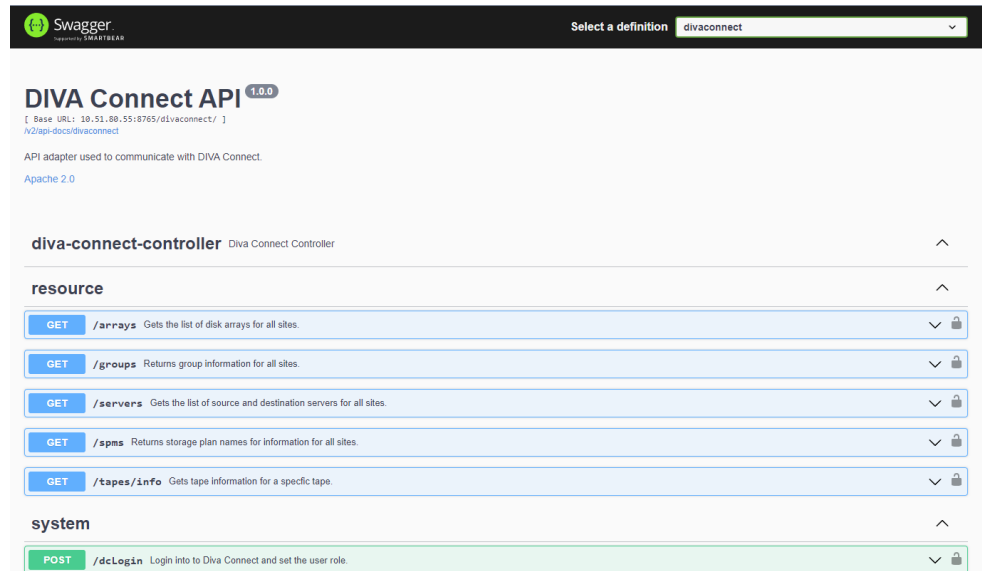 Swagger.
Supported by SMARTBEAR
Select a definition
divaconnect
DIVA Connect API 1.0.0
[ Base URL: 10.51.80.55:8765/divaconnect/ ]
/v2/api-docs/divaconnect
API adapter used to communicate with DIVA Connect.
Apache 2.0
diva-connect-controller Diva Connect Controller
resource
GET /arrays Gets the list of disk arrays for all sites.
GET /groups Returns group information for all sites.
GET /servers Gets the list of source and destination servers for all sites.
GET /spms Returns storage plan names for information for all sites.
GET /tapes/info Gets tape information for a specfic tape.
system
POST /dcLogin Login into to Diva Connect and set the user role.